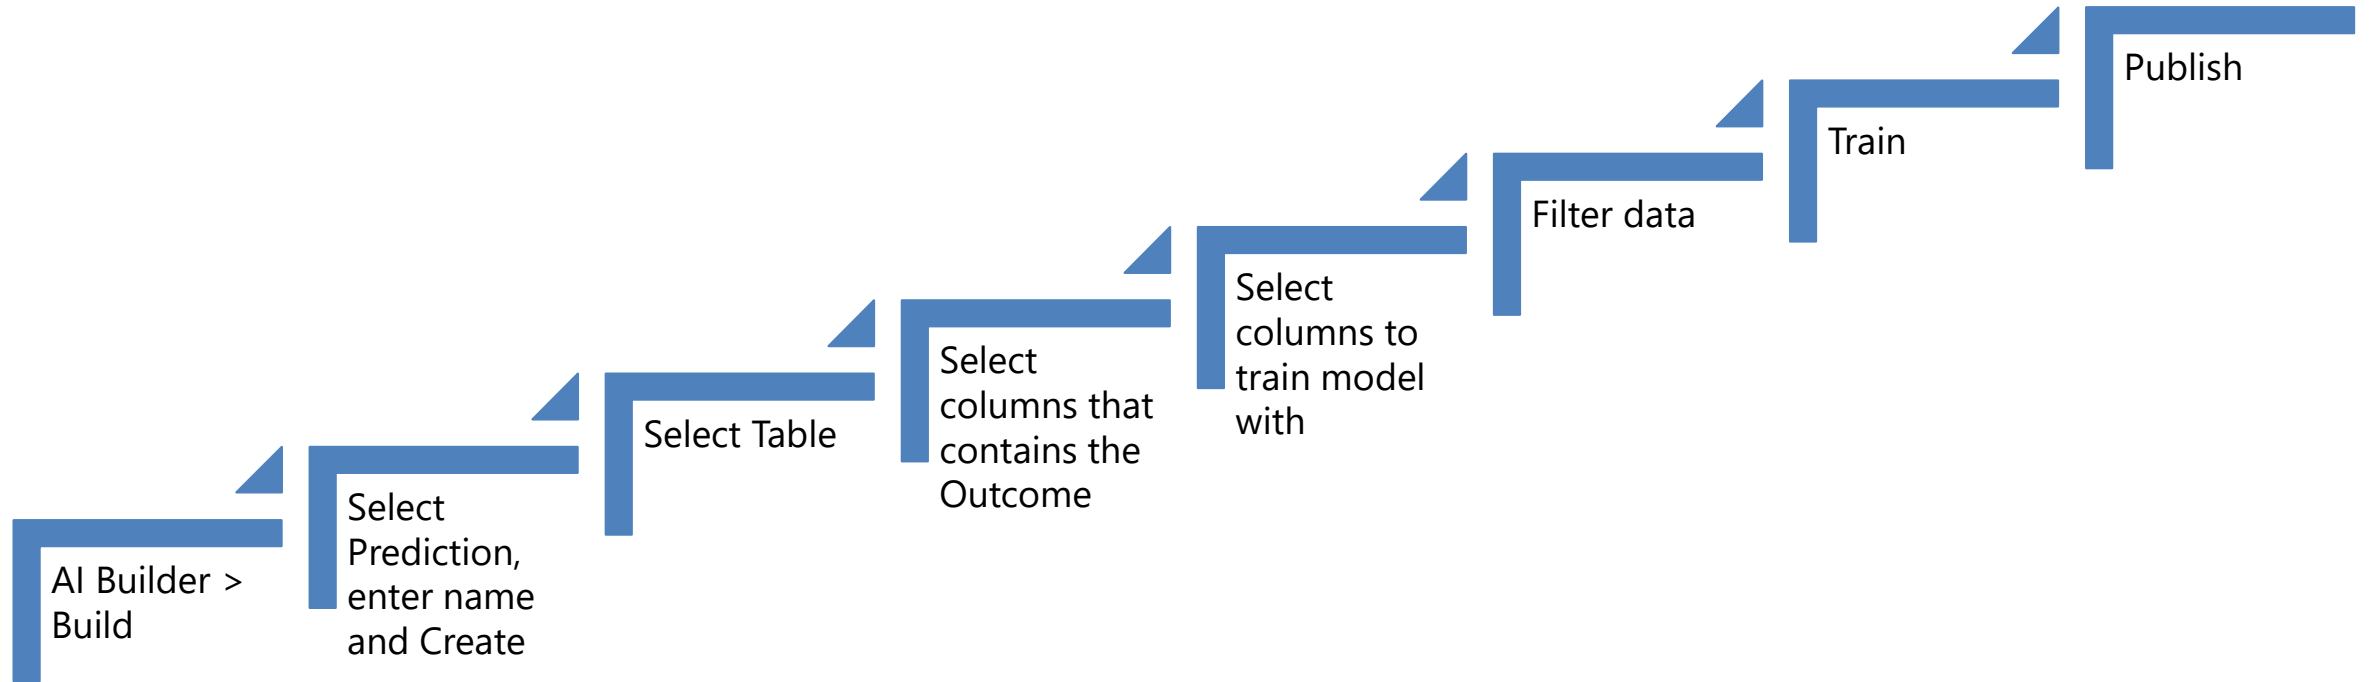 AI Builder >
Build
Select
Prediction,
enter name
and Create
Select Table
Select
columns that
contains the
Outcome
Select
columns to
train model
with
Filter data
Train
Publish